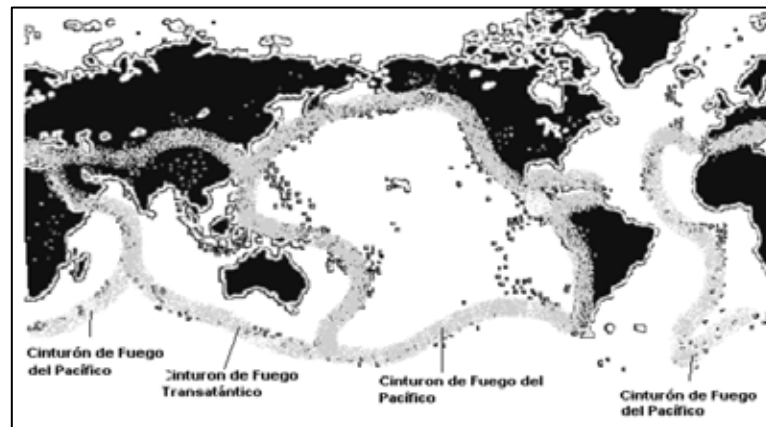 Cinturón de Fuego
del Pacífico
Cinturon de Fuego
Transatántico
Cinturon de Fuego del
Pacífico
Cinturón de Fuego
del Pacífico